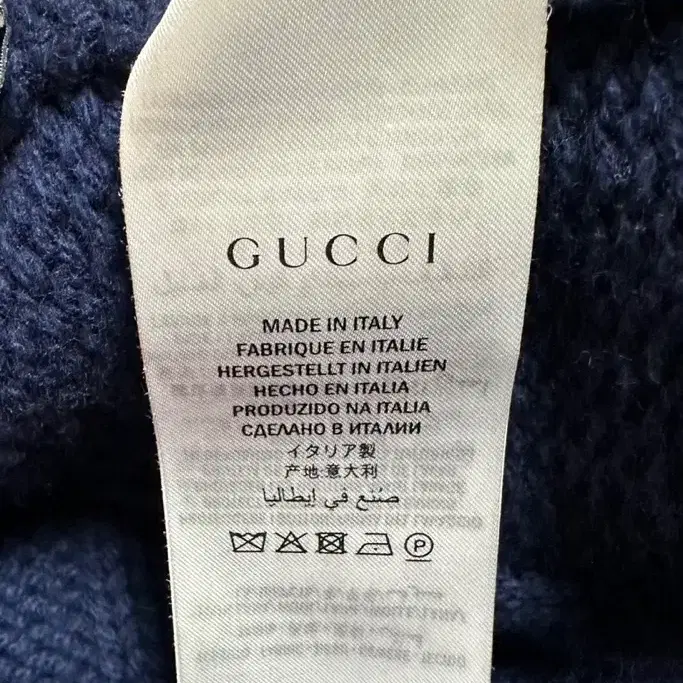 GUCCI
MADE IN ITALY
FABRIQUE EN ITALIE
HERGESTELLT IN ITALIEN
HECHO EN ITALIA
PRODUZIDO NA ITALIA
СДЕЛАНО В ИТАЛИИ
イタリア製
产地:意大利
صنع في إيطاليا
P